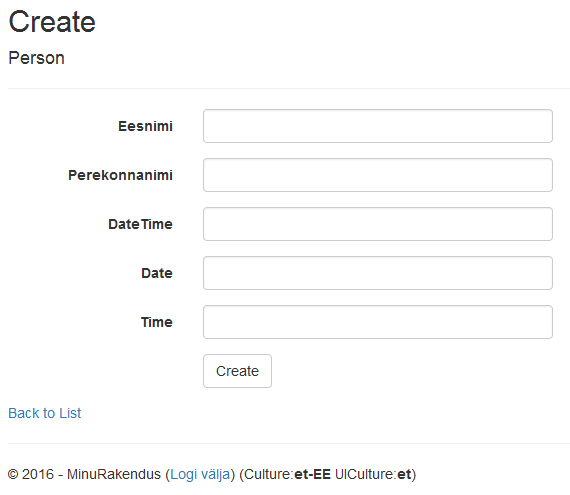 Create
Person
Eesnimi
Perekonnanimi
DateTime
Date
Time
Create
Back to List
© 2016 - MinuRakendus (Logi välja) (Culture:et-EE UICulture:et)